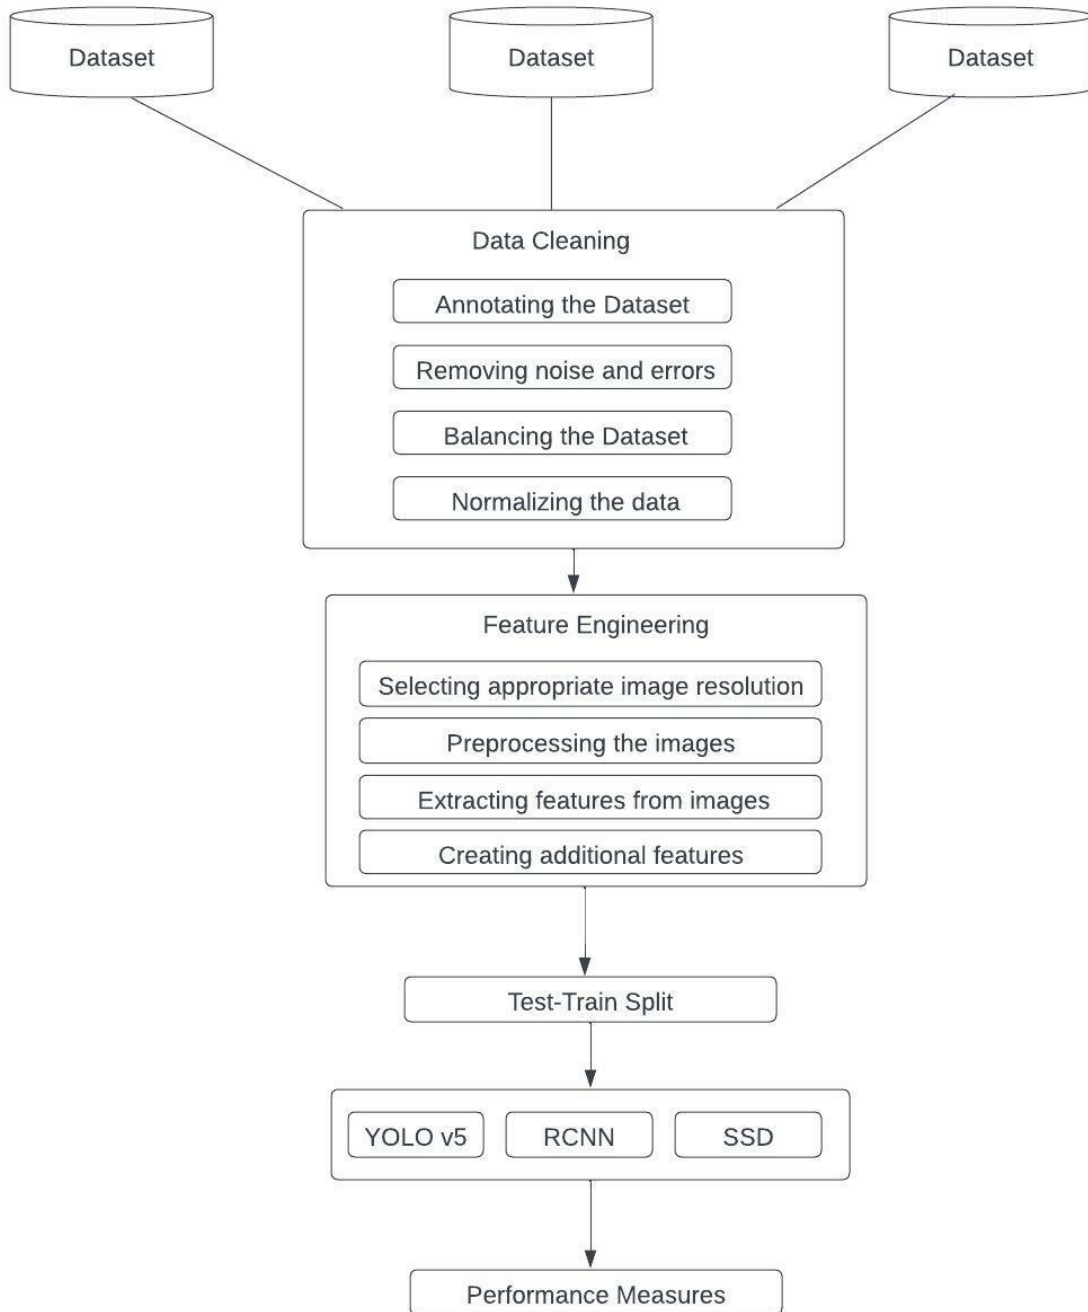 Dataset
Dataset
Dataset
Data Cleaning
Annotating the Dataset
Removing noise and errors
Balancing the Dataset
Normalizing the data
Feature Engineering
Selecting appropriate image resolution
Preprocessing the images
Extracting features from images
Creating additional features
Test-Train Split
YOLO v5
RCNN
SSD
Performance Measures